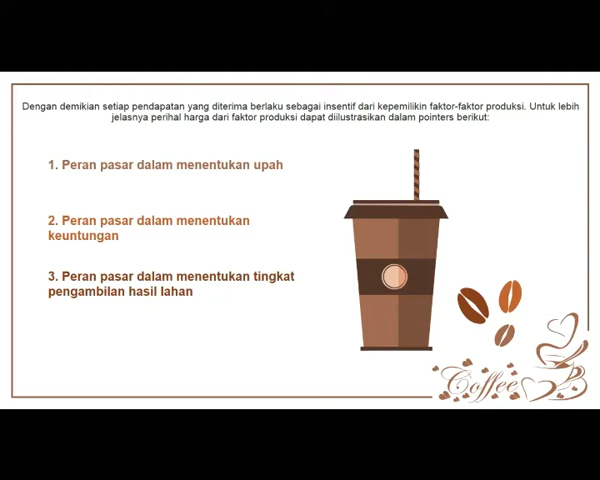 Dengan demikian setiap pendapatan yang diterima berlaku sebagai insentif dari kepemilikin faktor-faktor produksi. Untuk lebih
jelasnya perihal harga dari faktor produksi dapat diilustrasikan dalam pointers berikut:
1. Peran pasar dalam menentukan upah
2. Peran pasar dalam menentukan
keuntungan
3. Peran pasar dalam menentukan tingkat
pengambilan hasil lahan
Coffee